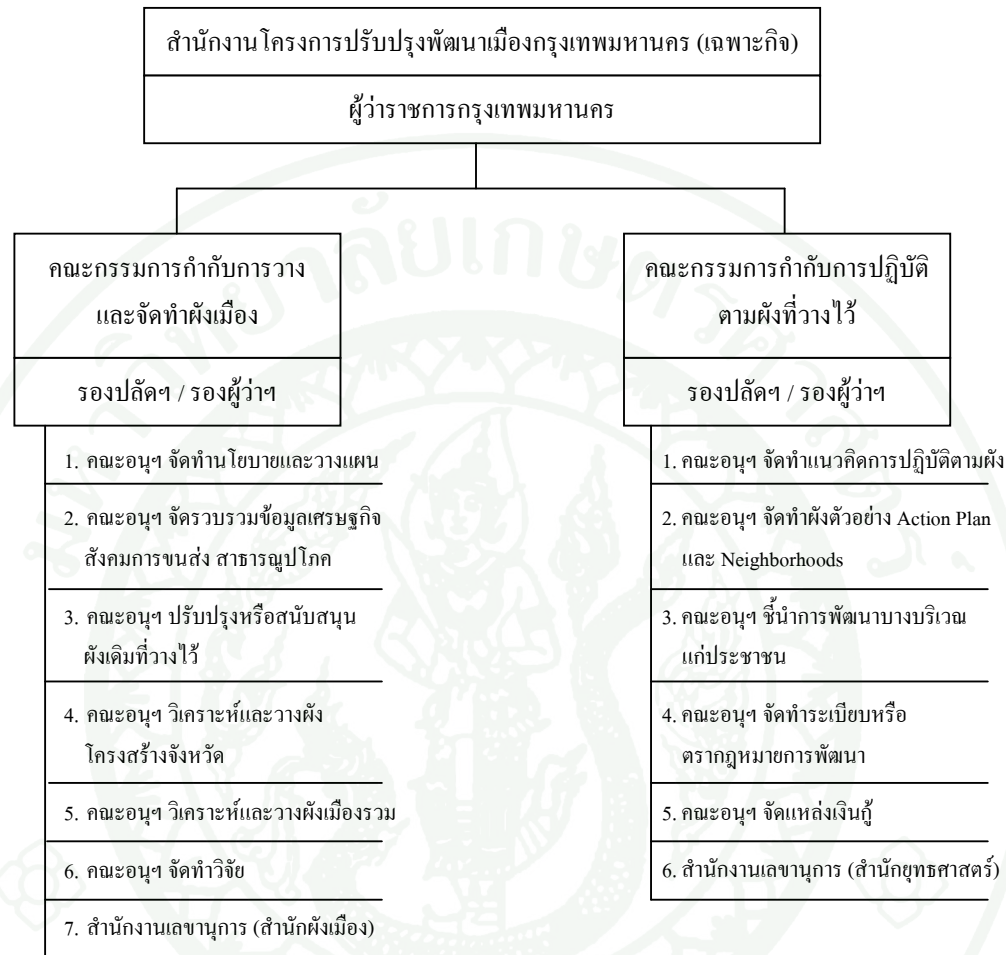 สำนักงานโครงการปรับปรุงพัฒนาเมืองกรุงเทพมหานคร (เฉพาะกิจ)
ผู้ว่าราชการกรุงเทพมหานคร
คณะกรรมการกำกับการวาง
และจัดทำผังเมือง
รองปลัดฯ / รองผู้ว่าฯ
1. คณะอนุฯ จัดทำนโยบายและวางแผน
2. คณะอนุฯ จัดรวบรวมข้อมูลเศรษฐกิจ
สังคมการขนส่ง สาธารณูปโภค
3. คณะอนุฯ ปรับปรุงหรือสนับสนุน
ผังเดิมที่วางไว้
4. คณะอนุฯ วิเคราะห์และวางผัง
โครงสร้างจังหวัด
5. คณะอนุฯ วิเคราะห์และวางผังเมืองรวม
6. คณะอนุฯ จัดทำวิจัย
7. สำนักงานเลขานุการ (สำนักผังเมือง)
คณะกรรมการกำกับการปฏิบัติ
ตามผังที่วางไว้
รองปลัดฯ / รองผู้ว่าฯ
1. คณะอนุฯ จัดทำแนวคิดการปฏิบัติตามผัง
2. คณะอนุฯ จัดทำผังตัวอย่าง Action Plan
และ Neighborhoods
3. คณะอนุฯ ชี้นำการพัฒนาบางบริเวณ
แก่ประชาชน
4. คณะอนุฯ จัดทำระเบียบหรือ
ตรากฎหมายการพัฒนา
5. คณะอนุฯ จัดแหล่งเงินกู้
6. สำนักงานเลขานุการ (สำนักยุทธศาสตร์)
มหาวิทยาลัยเกษตรศาสตร์